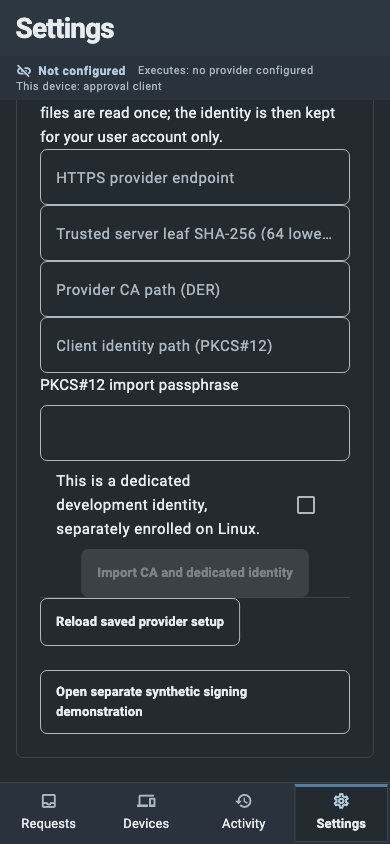 Settings
Not configured Executes: no provider configured
This device: approval client
files are read once; the identity is then kept
for your user account only.
HTTPS provider endpoint
Trusted server leaf SHA-256 (64 lowe...
Provider CA path (DER)
Client identity path (PKCS#12)
PKCS#12 import passphrase
This is a dedicated
development identity,
separately enrolled on Linux.
Import CA and dedicated identity
Reload saved provider setup
Open separate synthetic signing
demonstration
Requests Devices Activity Settings